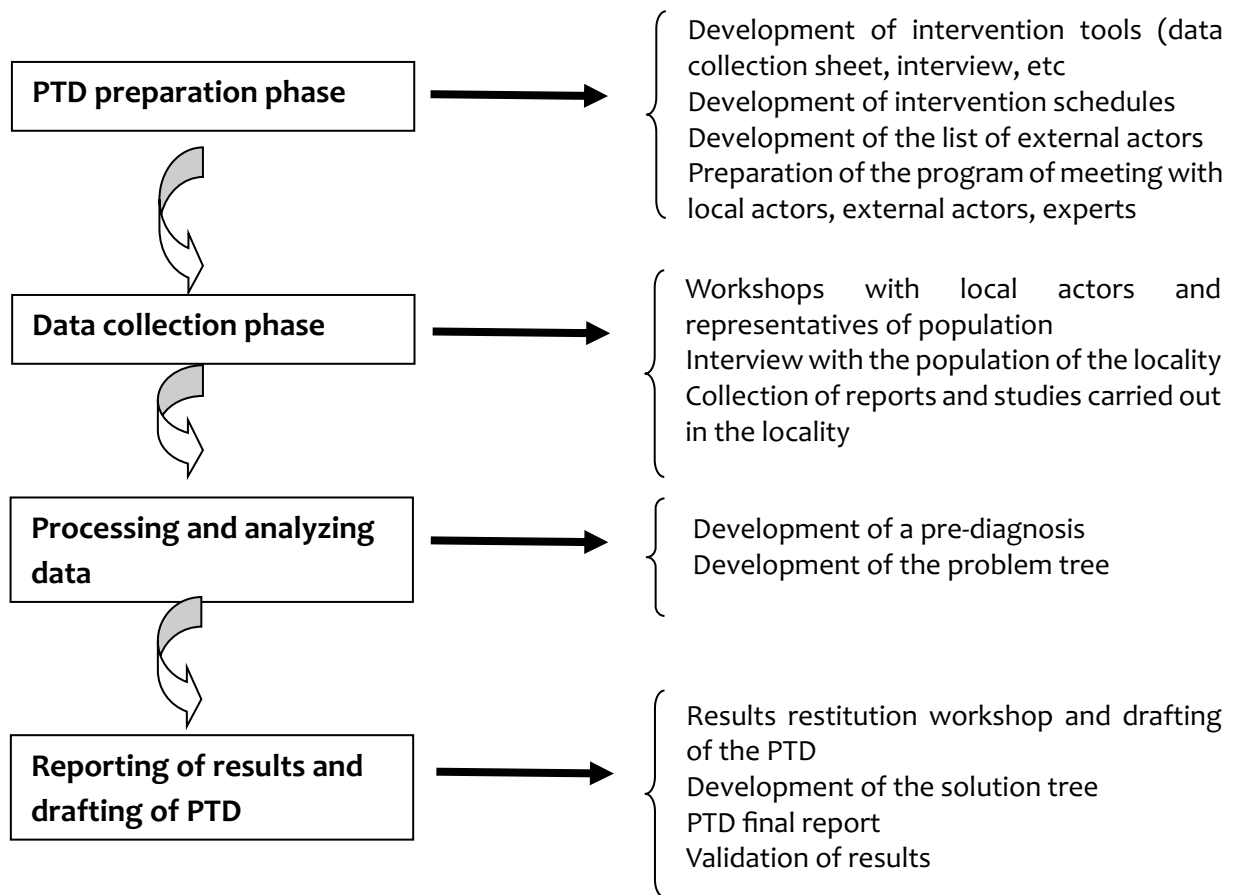 PTD preparation phase
Development of intervention tools (data
collection sheet, interview, etc
Development of intervention schedules
Development of the list of external actors
Preparation of the program of meeting with
local actors, external actors, experts
Data collection phase
Workshops with local actors and
representatives of population
Interview with the population of the locality
Collection of reports and studies carried out
in the locality
Processing and analyzing
data
Development of a pre-diagnosis
Development of the problem tree
Reporting of results and
drafting of PTD
Results restitution workshop and drafting
of the PTD
Development of the solution tree
PTD final report
Validation of results